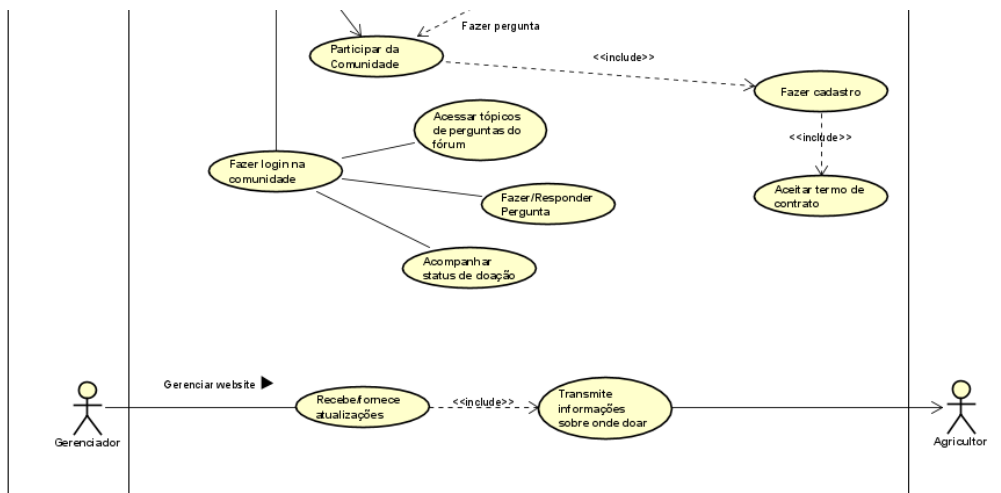 Fazer pergunta
Participar da
Comunidade
<<include>>
Fazer cadastro
Acessar tópicos
de perguntas do
fórum
<<include>>
Fazer login na
comunidade
Aceitar termo de
contrato
Fazer/Responder
Pergunta
Acompanhar
status de doação
Gerenciar website
Recebe/fornece
atualizações
<<include>>
Transmite
informações
sobre onde doar
Gerenciador
Agricultor